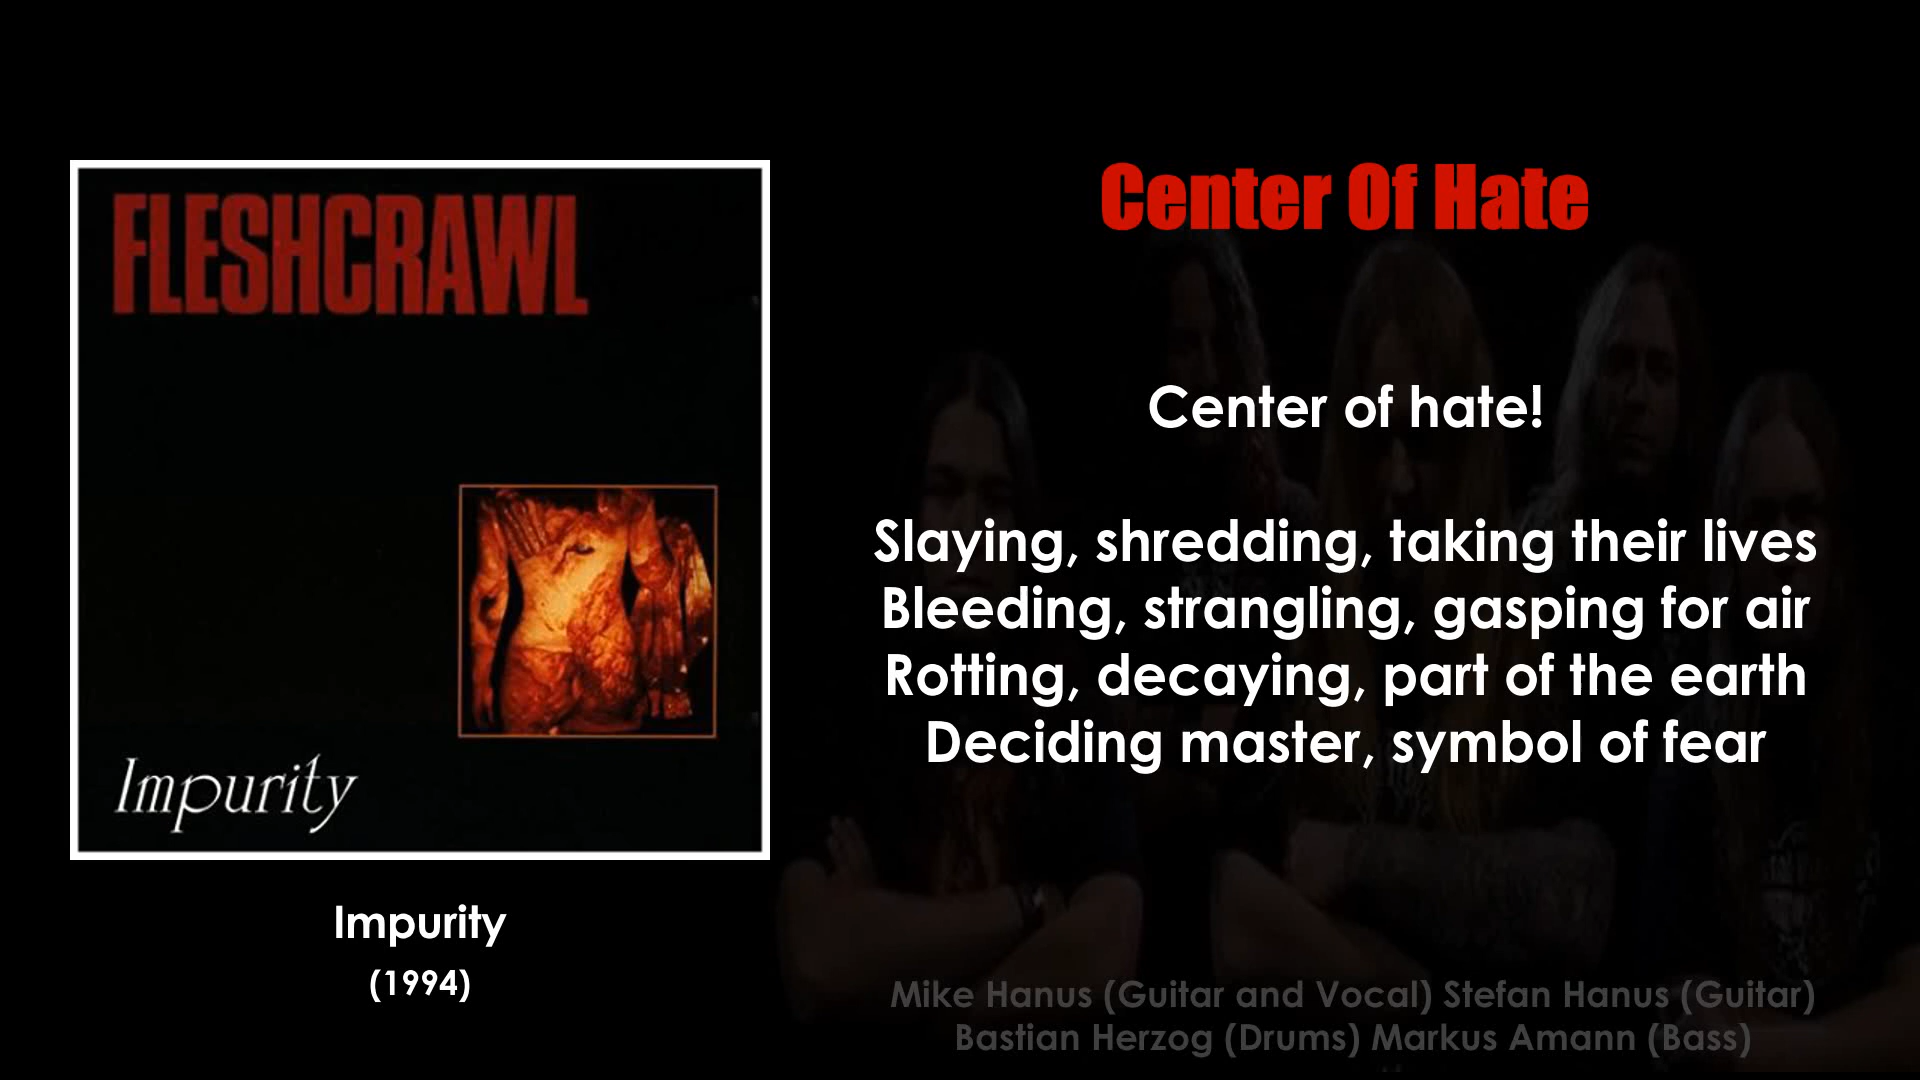 FLESHCRAWL
Impurity
Impurity
(1994)
Center Of Hate
Center of hate!
Slaying, shredding, taking their lives
Bleeding, strangling, gasping for air
Rotting, decaying, part of the earth
Deciding master, symbol of fear
Mike Hanus (Guitar and Vocal) Stefan Hanus (Guitar)
Bastian Herzog (Drums) Markus Amann (Bass)